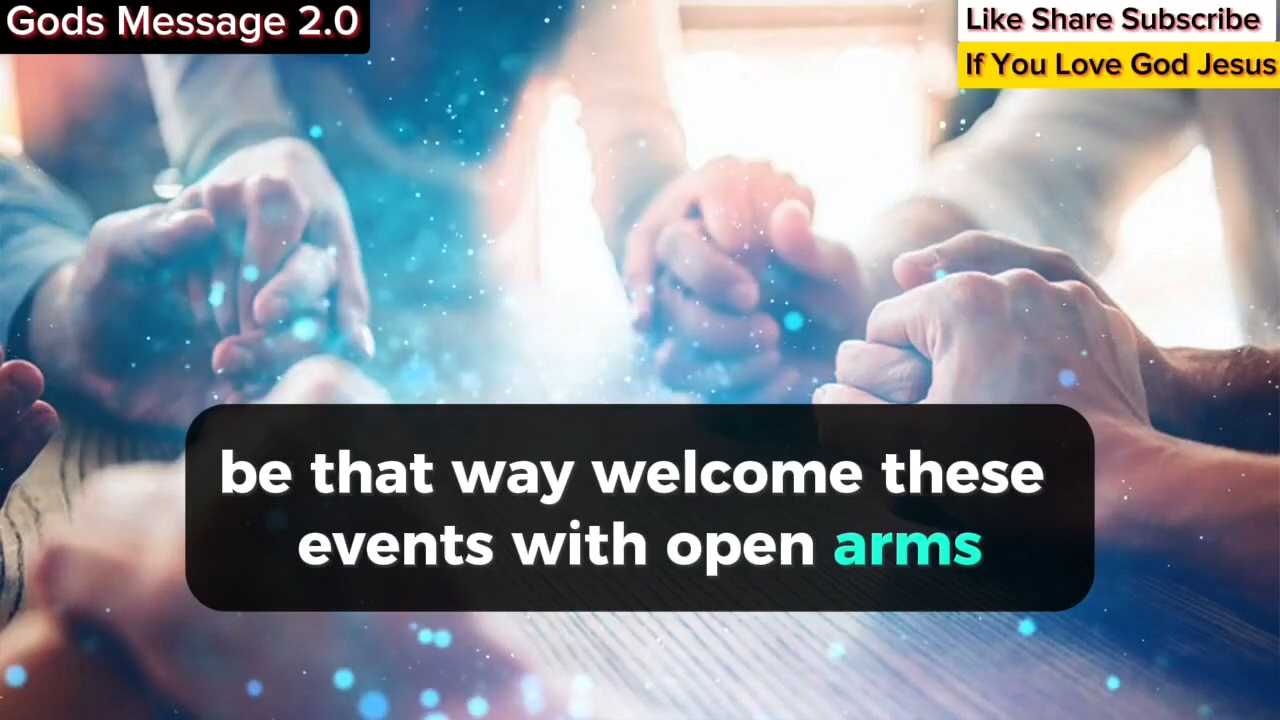 Gods Message 2.0
Like Share Subscribe
If You Love God Jesus
be that way welcome these
events with open arms